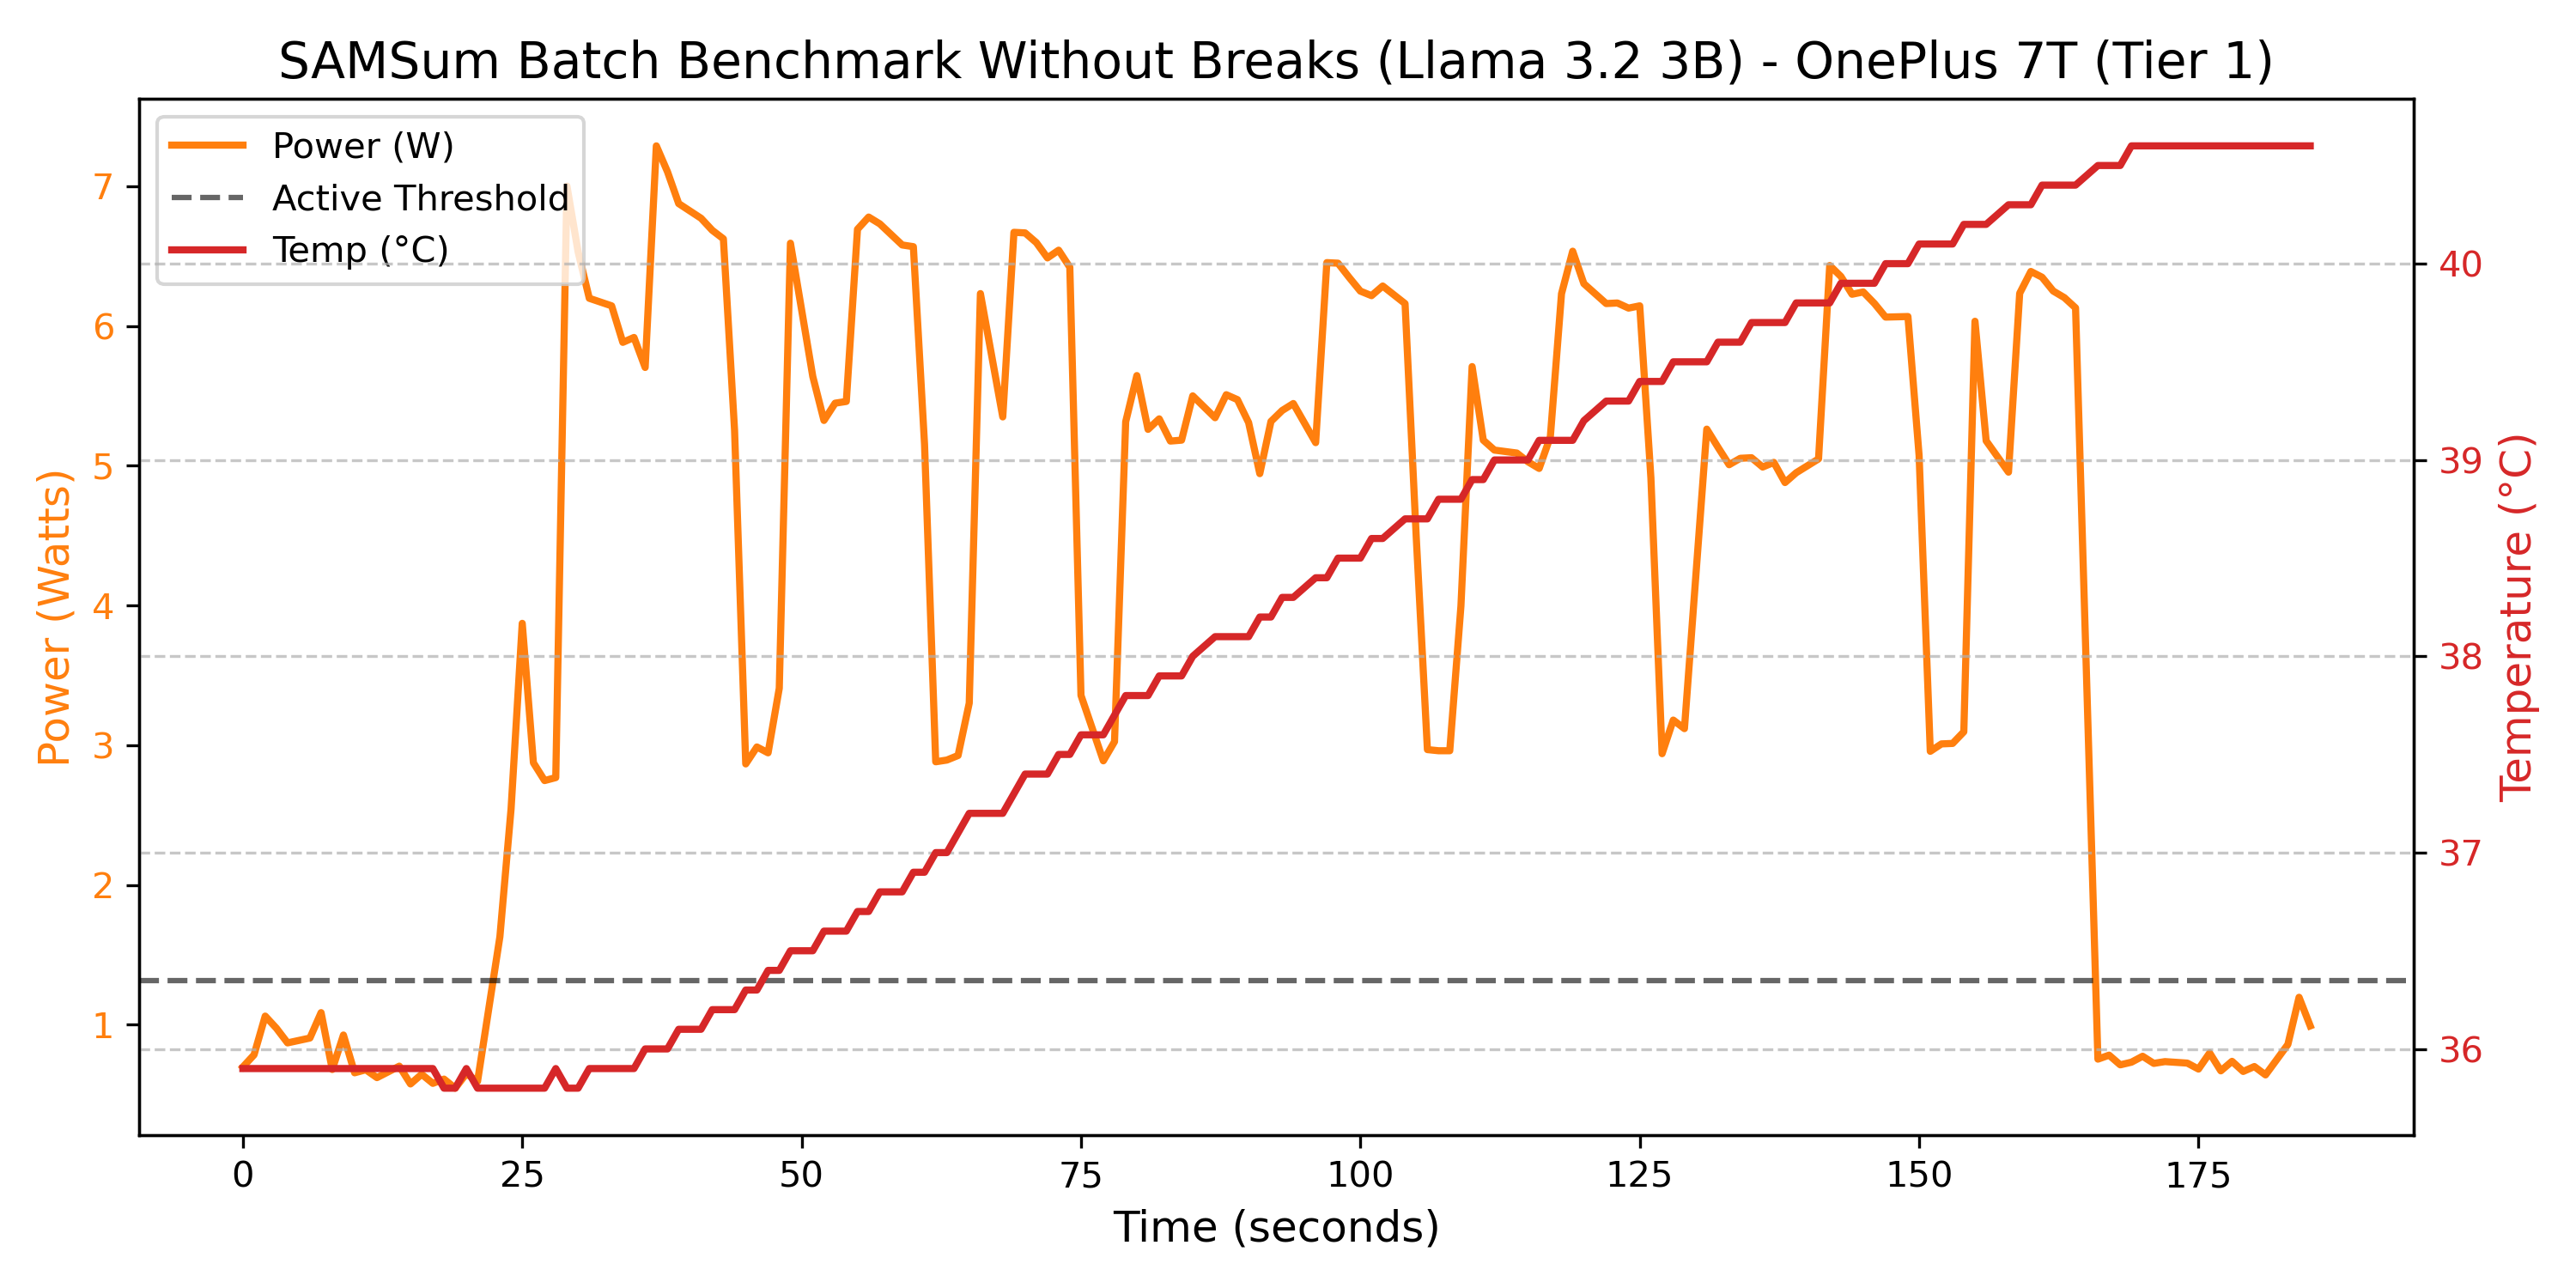 SAMSum Batch Benchmark Without Breaks (Llama 3.2 3B) - OnePlus 7T (Tier 1)
Power (W)
Active Threshold
Temp (°C)
Power (Watts)
7
6
5
4
3
2
1
40
39
38
37
36
Temperature (°C)
0 25 50 75 100 125 150 175
Time (seconds)